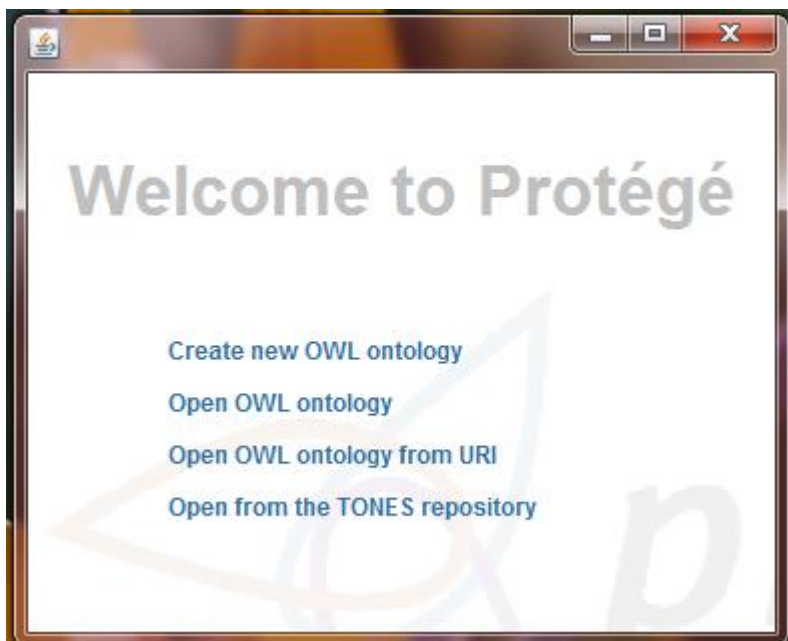 Welcome to Protégé
Create new OWL ontology
Open OWL ontology
Open OWL ontology from URI
Open from the TONES repository
p